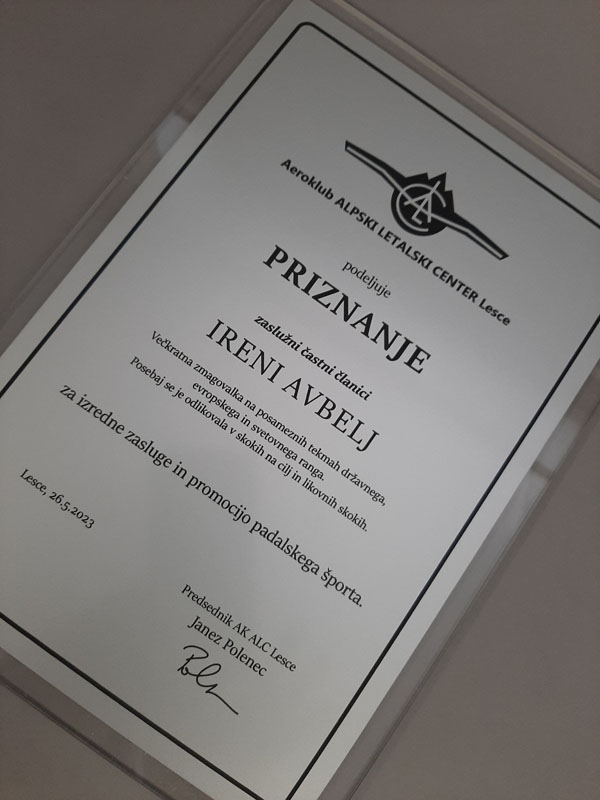 Aeroklub ALPSKI LETALSKI CENTER Lesce
podeljuje
PRIZNANJE
zaslužni častni članici
IRENI AVBELJ
Večkratna zmagovalka na posameznih tekmah državnega,
evropskega in svetovnega ranga.
Posebaj se je odlikovala v skokih na cilj in likovnih skokih.
za izredne zasluge in promocijo padalskega športa.
Lesce, 26.5.2023
Predsednik AK ALC Lesce
Janez Polenec